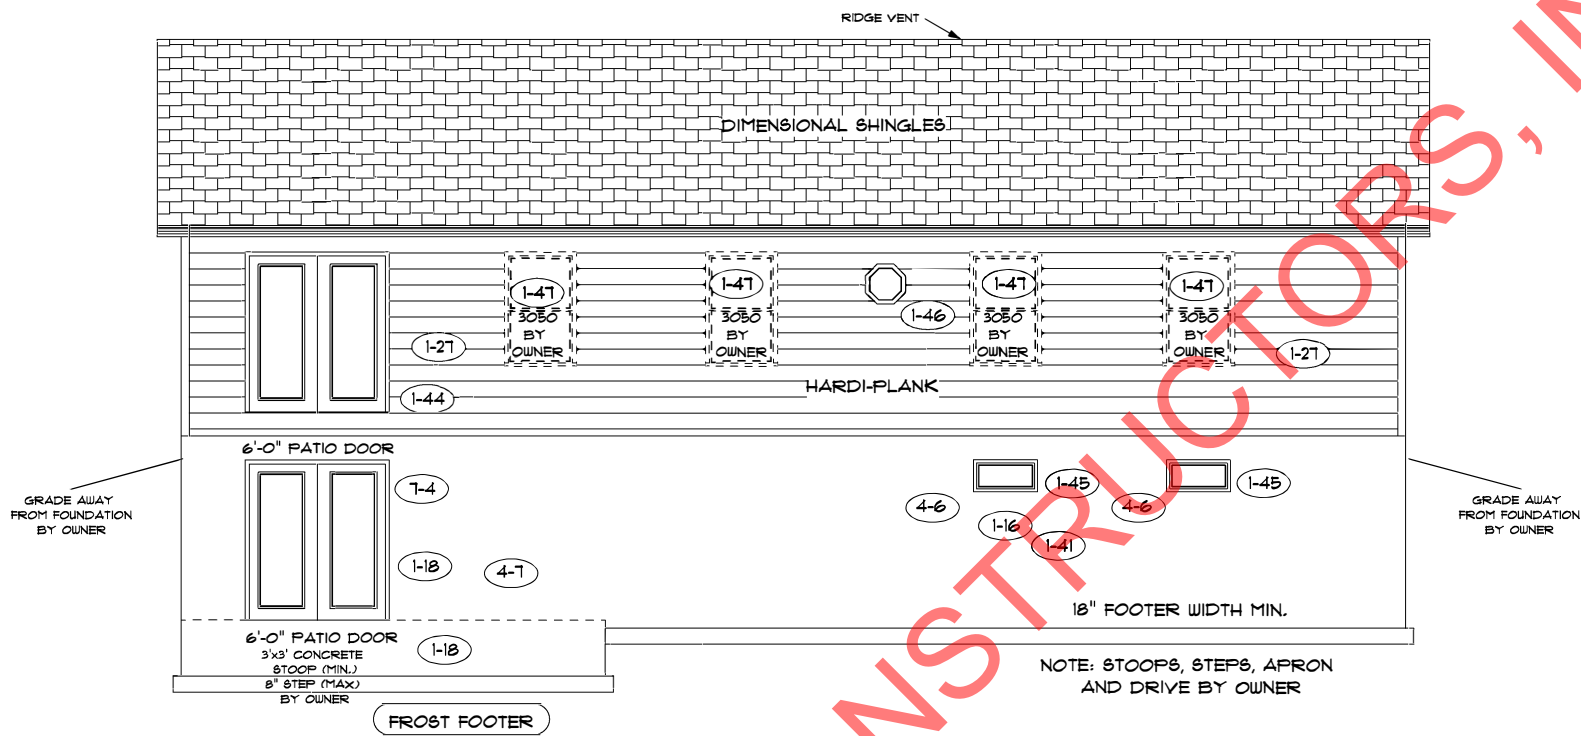 RIDGE VENT
DIMENSIONAL SHINGLES
1-47
1-47
1-47
1-47
3050
BY
OWNER
3050
BY
OWNER
1-46
3050
BY
OWNER
3050
BY
OWNER
1-27
1-27
1-44
HARDI-PLANK
6'-0" PATIO DOOR
7-4
1-45
1-45
4-6
4-6
1-16
1-41
GRADE AWAY
FROM FOUNDATION
BY OWNER
GRADE AWAY
FROM FOUNDATION
BY OWNER
1-18
4-7
18" FOOTER WIDTH MIN.
6'-0" PATIO DOOR
3'x3' CONCRETE
STOOP (MIN.)
8" STEP (MAX)
BY OWNER
1-18
NOTE: STOOPS, STEPS, APRON
AND DRIVE BY OWNER
FROST FOOTER
NSTRUCTORS, IN